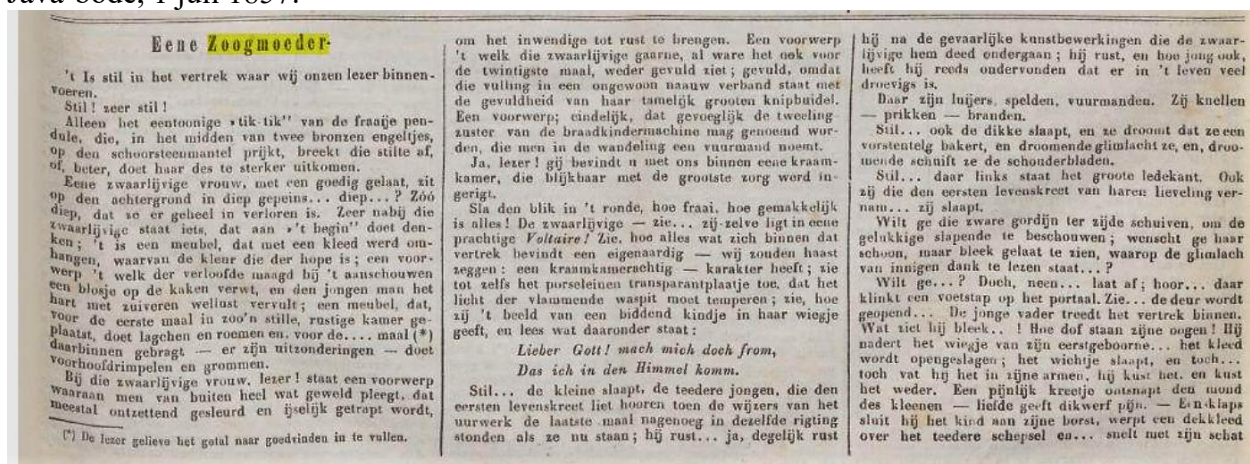 Java-bode, 1 juli 1857.
Eene Zoogmoeder-
't Is stil in het vertrek waar wij onzen lezer binnen-
voeren.
Stil! zeer stil!
Alleen het eentoonige »tik-tik” van de fraaije pen-
dule, die, in het midden van twee bronzen engeltjes,
op den schoorsteenmantel prijkt, breekt die stilte af,
of, beter, doet haar des te sterker uitkomen.
Eene zwaarlijvige vrouw, met een goedig gelaat, zit
op den achtergrond in diep gepeins... diep...? Zóó
diep, dat ze er geheel in verloren is. Zeer nabij die
zwaarlijvige staat iets, dat aan »'t begin” doet den-
ken; 't is een meubel, dat met een kleed werd om-
hangen, waarvan de kleur die der hope is; een voor-
werp 't welk der verloofde maagd bij 't aanschouwen
een blosje op de kaken verwt, en den jongen man het
hart met zuiveren wellust vervult; een meubel, dat,
voor de eerste maal in zoo'n stille, rustige kamer ge-
plaatst, doet lagchen en roemen en, voor de.... maal (*)
daarbinnen gebragt — er zijn uitzonderingen — doet
voorhoofdrimpelen en grommen.
Bij die zwaarlijvige vrouw, lezer! staat een voorwerp
waaraan men van buiten heel wat geweld pleegt, dat
meestal ontzettend gesleurd en ijselijk getrapt wordt,
(*) De lezer gelieve het getal naar goedvinden in te vullen.
om het inwendige tot rust te brengen. Een voorwerp
't welk die zwaarlijvige gaarne, al ware het ook voor
de twintigste maal, weder gevuld ziet; gevuld, omdat
die vulling in een ongewoon naauw verband staat met
de gevuldheid van haar tamelijk grooten knipbuidel.
Een voorwerp; eindelijk, dat gevoegelijk de tweeling-
zuster van de braadkindermachine mag genoemd wor-
den, die men in de wandeling een vuurmand noemt.
Ja, lezer! gij bevindt u met ons binnen eene kraam-
kamer, die blijkbaar met de grootste zorg werd in-
gerigt.
Sla den blik in 't ronde, hoe fraai, hoe gemakkelijk
is alles! De zwaarlijvige — zie... zij-zelve ligt in eene
prachtige Voltaire! Zie, hoe alles wat zich binnen dat
vertrek bevindt een eigenaardig — wij zouden haast
zeggen: een kraamkamerachtig — karakter heeft; zie
tot zelfs het porseleinen transparantplaatje toe, dat het
licht der vlammende waspit moet temperen; zie, hoe
zij 't beeld van een biddend kindje in haar wiegje
geeft, en lees wat daaronder staat:
Lieber Gott! mach mich doch from,
Das ich in den Himmel komm.
Stil... de kleine slaapt, de teedere jongen, die den
eersten levenskreet liet hooren toen de wijzers van het
uurwerk de laatste maal nagenoeg in dezelfde rigting
stonden als ze nu staan; hij rust... ja, degelijk rust
hij na de gevaarlijke kunstbewerkingen die de zwaar-
lijvige hem deed ondergaan; hij rust, en hoe jong ook,
heeft hij reeds ondervonden dat er in 't leven veel
droevigs is.
Daar zijn luijers, spelden, vuurmanden. Zij knellen
— prikken — branden.
Stil... ook de dikke slaapt, en ze droomt dat ze een
vorstentelg bakert, en droomende glimlacht ze, en, droo-
mende schuift ze de schouderbladen.
Stil... daar links staat het groote ledekant. Ook
zij die den eersten levenskreet van haren lieveling ver-
nam... zij slaapt.
Wilt ge die zware gordijn ter zijde schuiven, om de
gelukkige slapende te beschouwen; wenscht ge haar
schoon, maar bleek gelaat te zien, waarop de glimlach
van innigen dank te lezen staat...?
Wilt ge...? Doch, neen... laat af; hoor... daar
klinkt een voetstap op het portaal. Zie... de deur wordt
geopend... De jonge vader treedt het vertrek binnen.
Wat ziet hij bleek..! Hoe dof staan zijne oogen! Hij
nadert het wiegje van zijn eerstgeborne... het kleed
wordt opengeslagen; het wichtje slaapt, en toch...
toch vat hij het in zijne armen, hij kust het, en kust
het weder. Een pijnlijk kreetje ontsnapt den mond
des kleenen — liefde geeft dikwerf pijn. — Eensklaps
sluit hij het kind aan zijne borst, werpt een dekkleed
over het teedere schepsel en... snelt met zijn schat